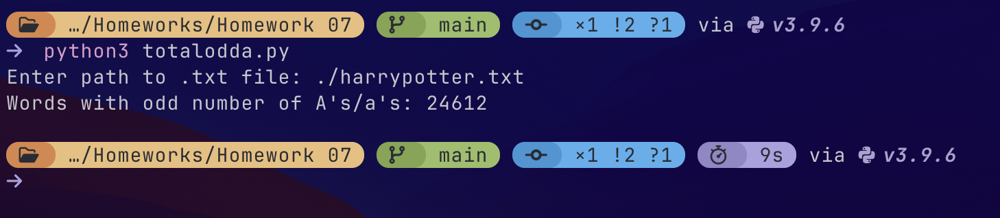 …/Homeworks/Homework 07 main ×1 !2 ?1 via v3.9.6
→ python3 totalodda.py
Enter path to .txt file: ./harrypotter.txt
Words with odd number of A's/a's: 24612
…/Homeworks/Homework 07 main ×1 !2 ?1 9s via v3.9.6
→